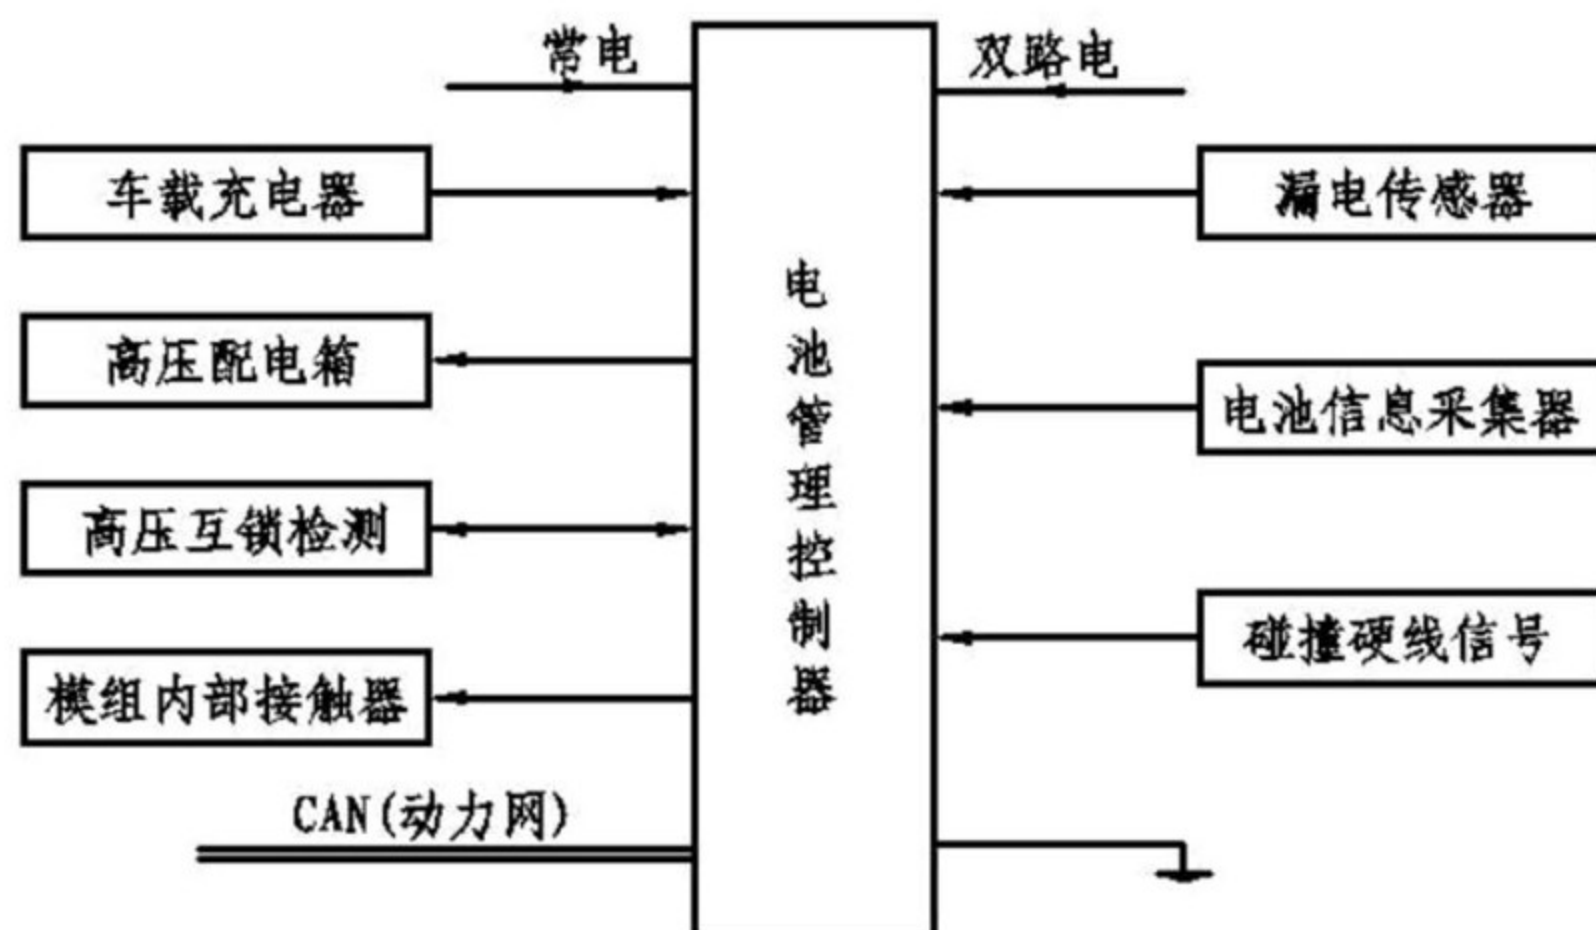 常电
双路电
车载充电器
漏电传感器
高压配电箱
电池信息采集器
高压互锁检测
碰撞硬线信号
模组内部接触器
CAN(动力网)
电池管理控制器